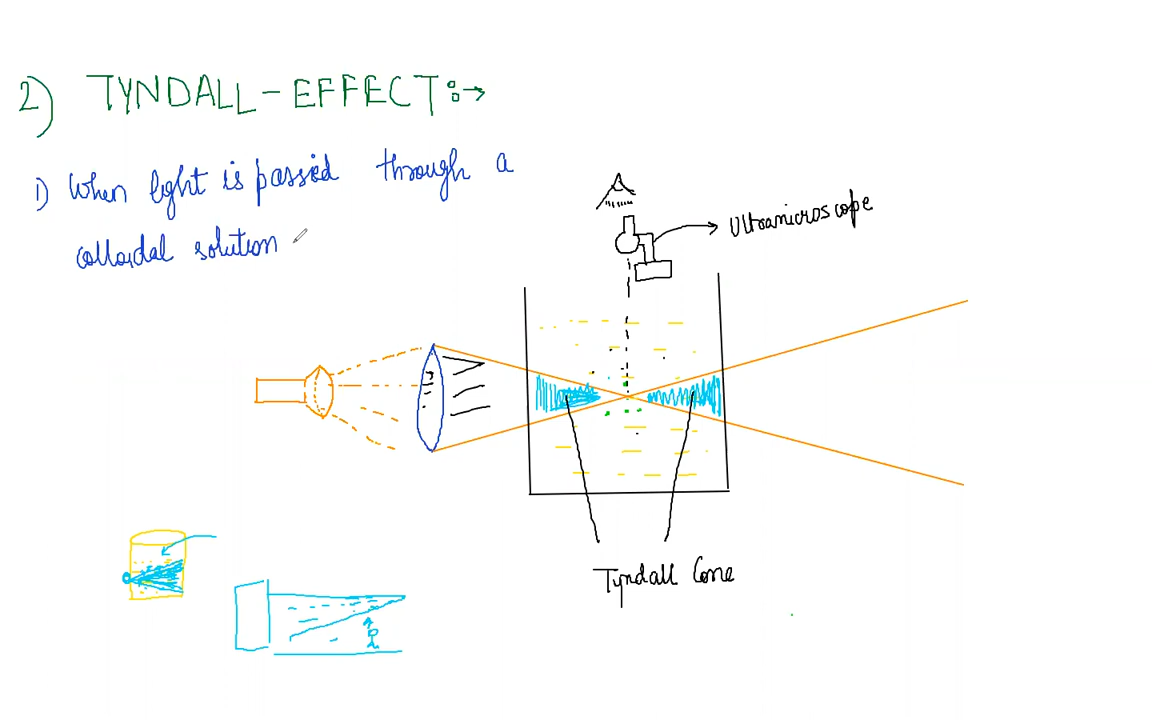 2) TYNDALL-EFFECT:→
1) When light is passed through a
colloidal solution
Ultramicroscope
Tyndall Cone